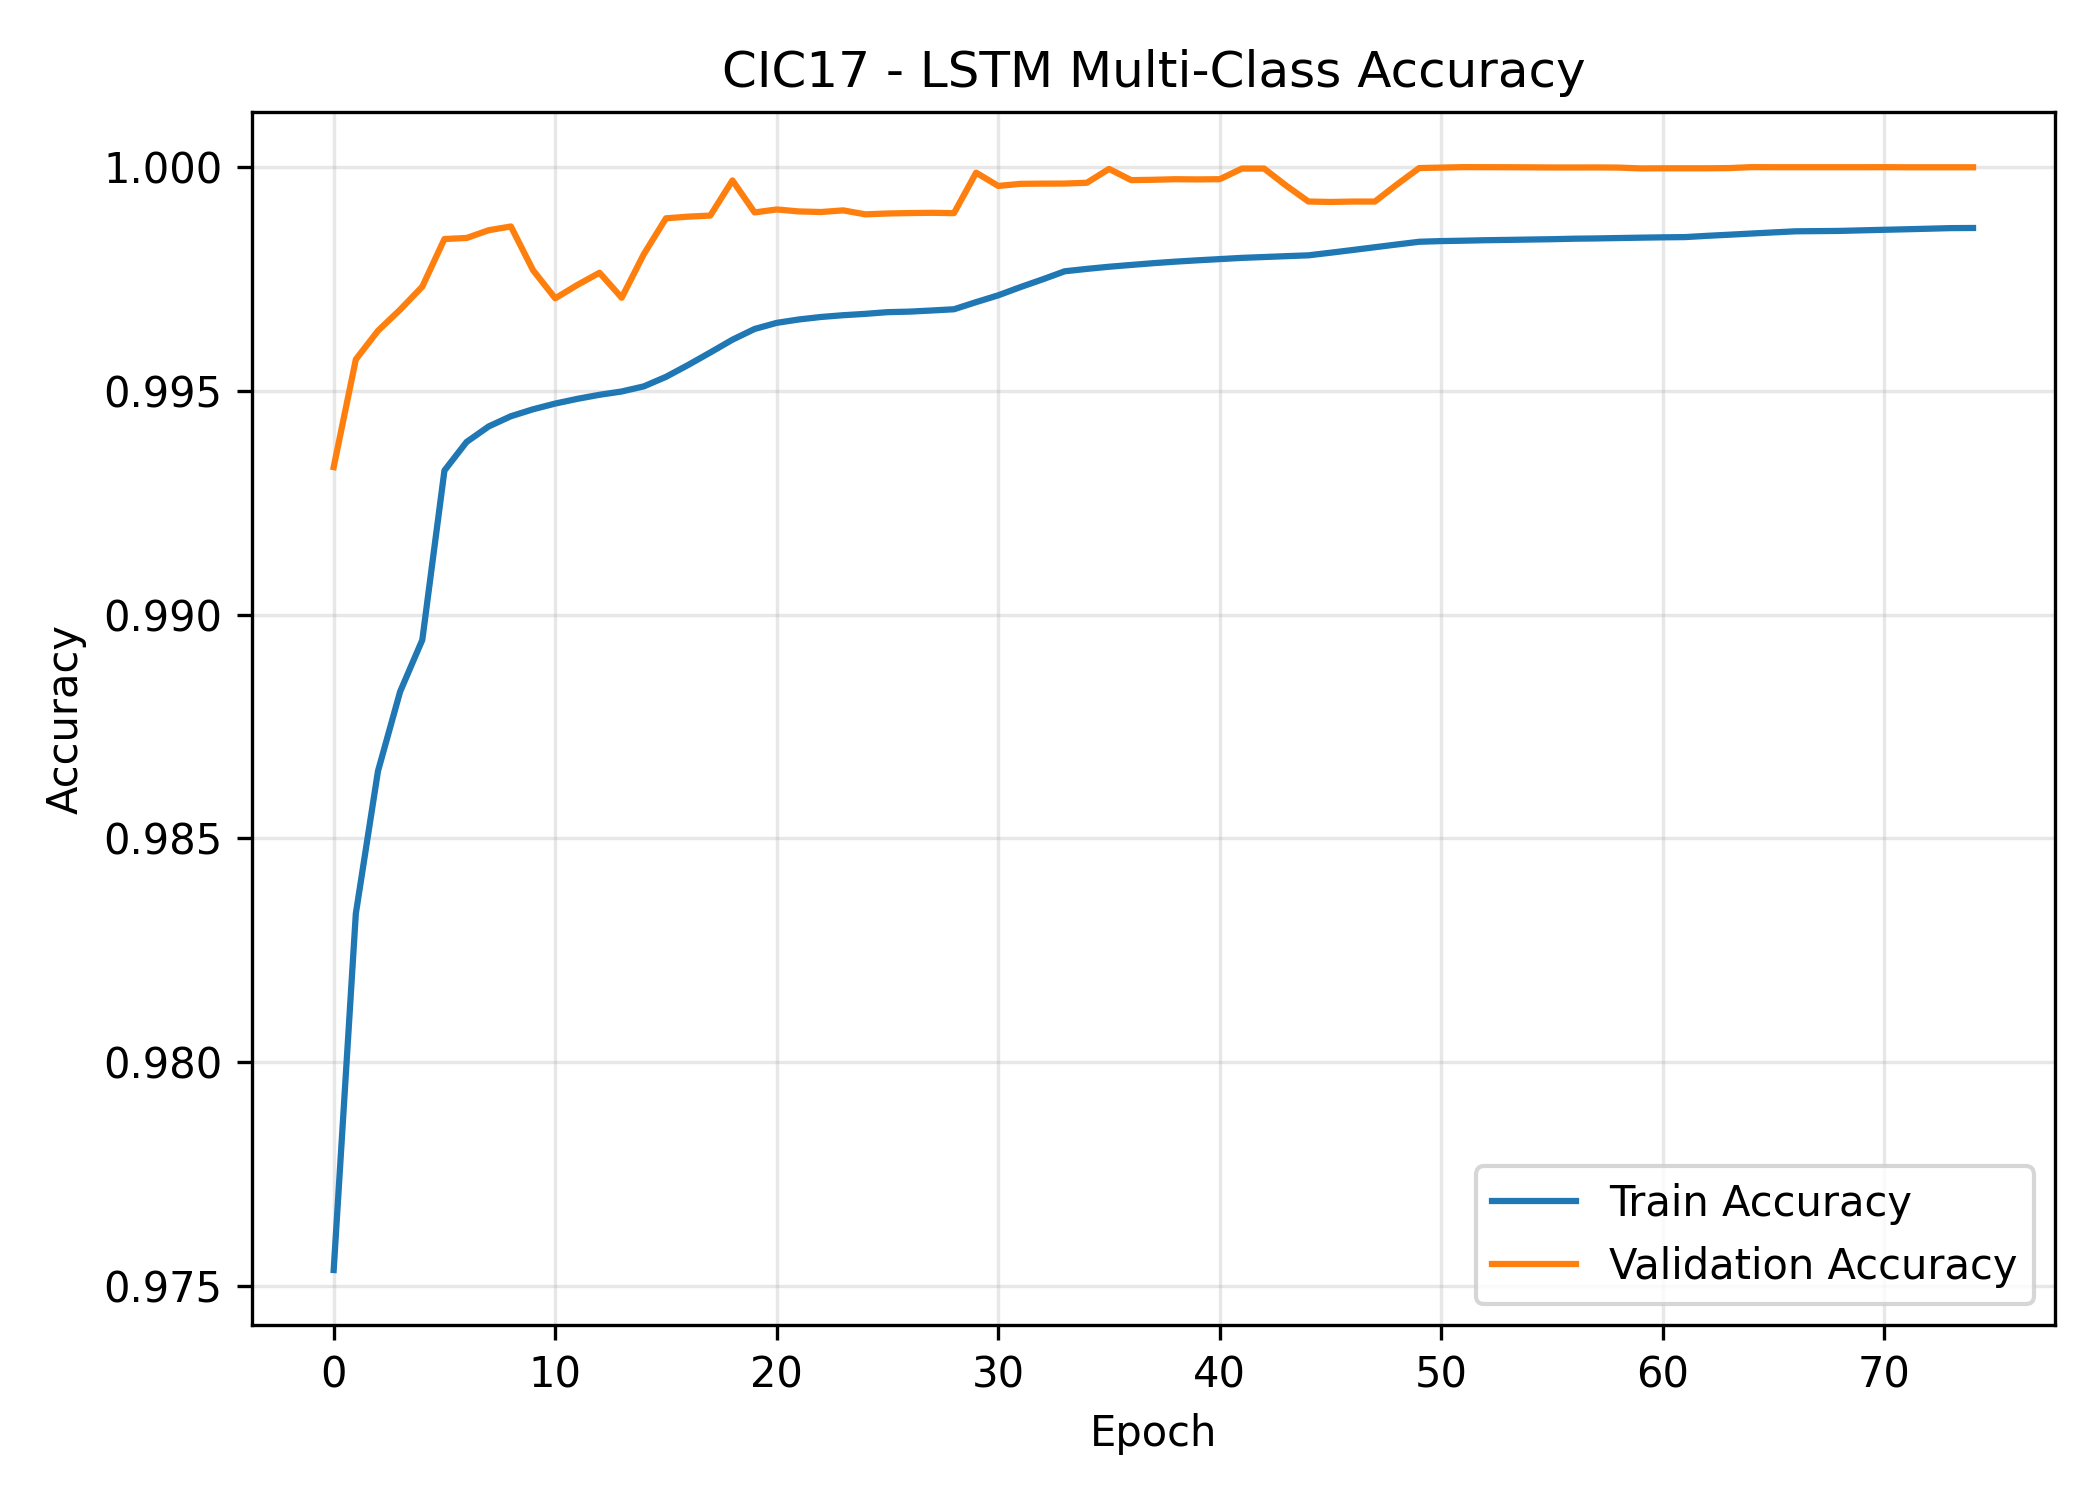 CIC17 - LSTM Multi-Class Accuracy
1.000
0.995
0.990
0.985
0.980
0.975
Accuracy
0 10 20 30 40 50 60 70
Epoch
Train Accuracy
Validation Accuracy